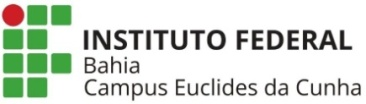 INSTITUTO FEDERAL
Bahia
Campus Euclides da Cunha